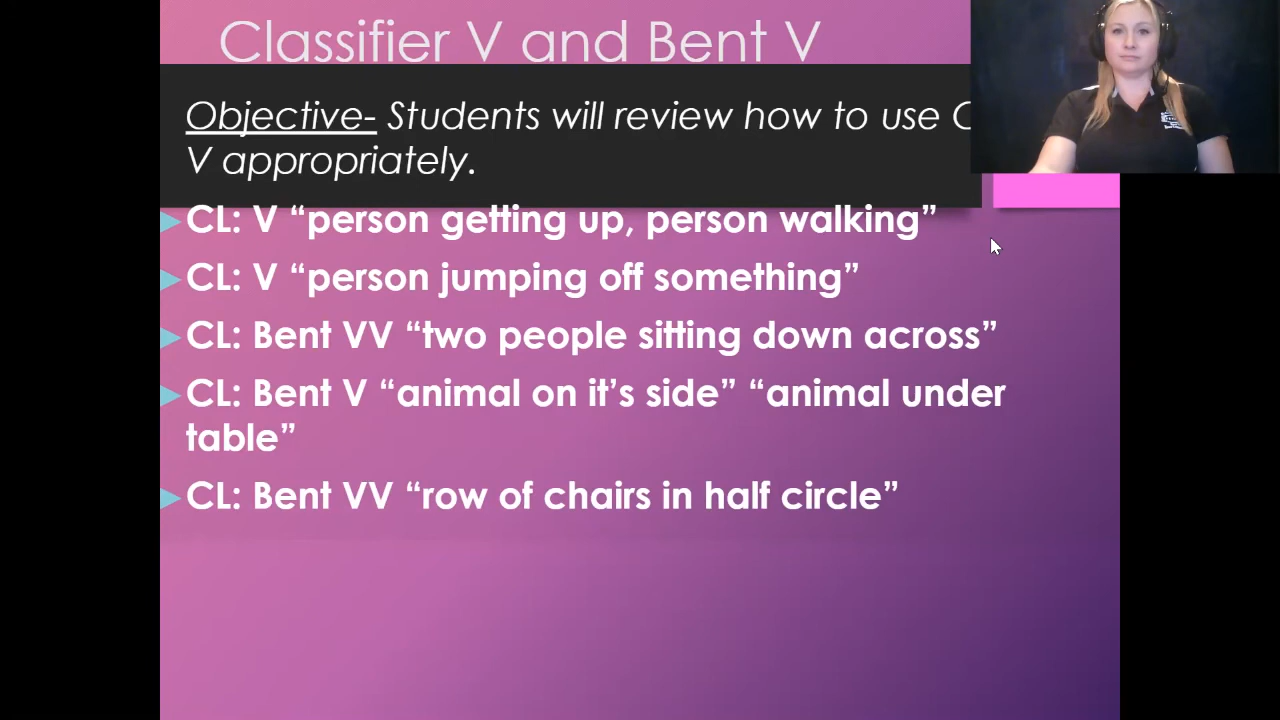 Classifier V and Bent V
Objective- Students will review how to use
V appropriately.
CL: V “person getting up, person walking”
CL: V “person jumping off something”
CL: Bent VV “two people sitting down across”
CL: Bent V “animal on it’s side” “animal under
table”
CL: Bent VV “row of chairs in half circle”